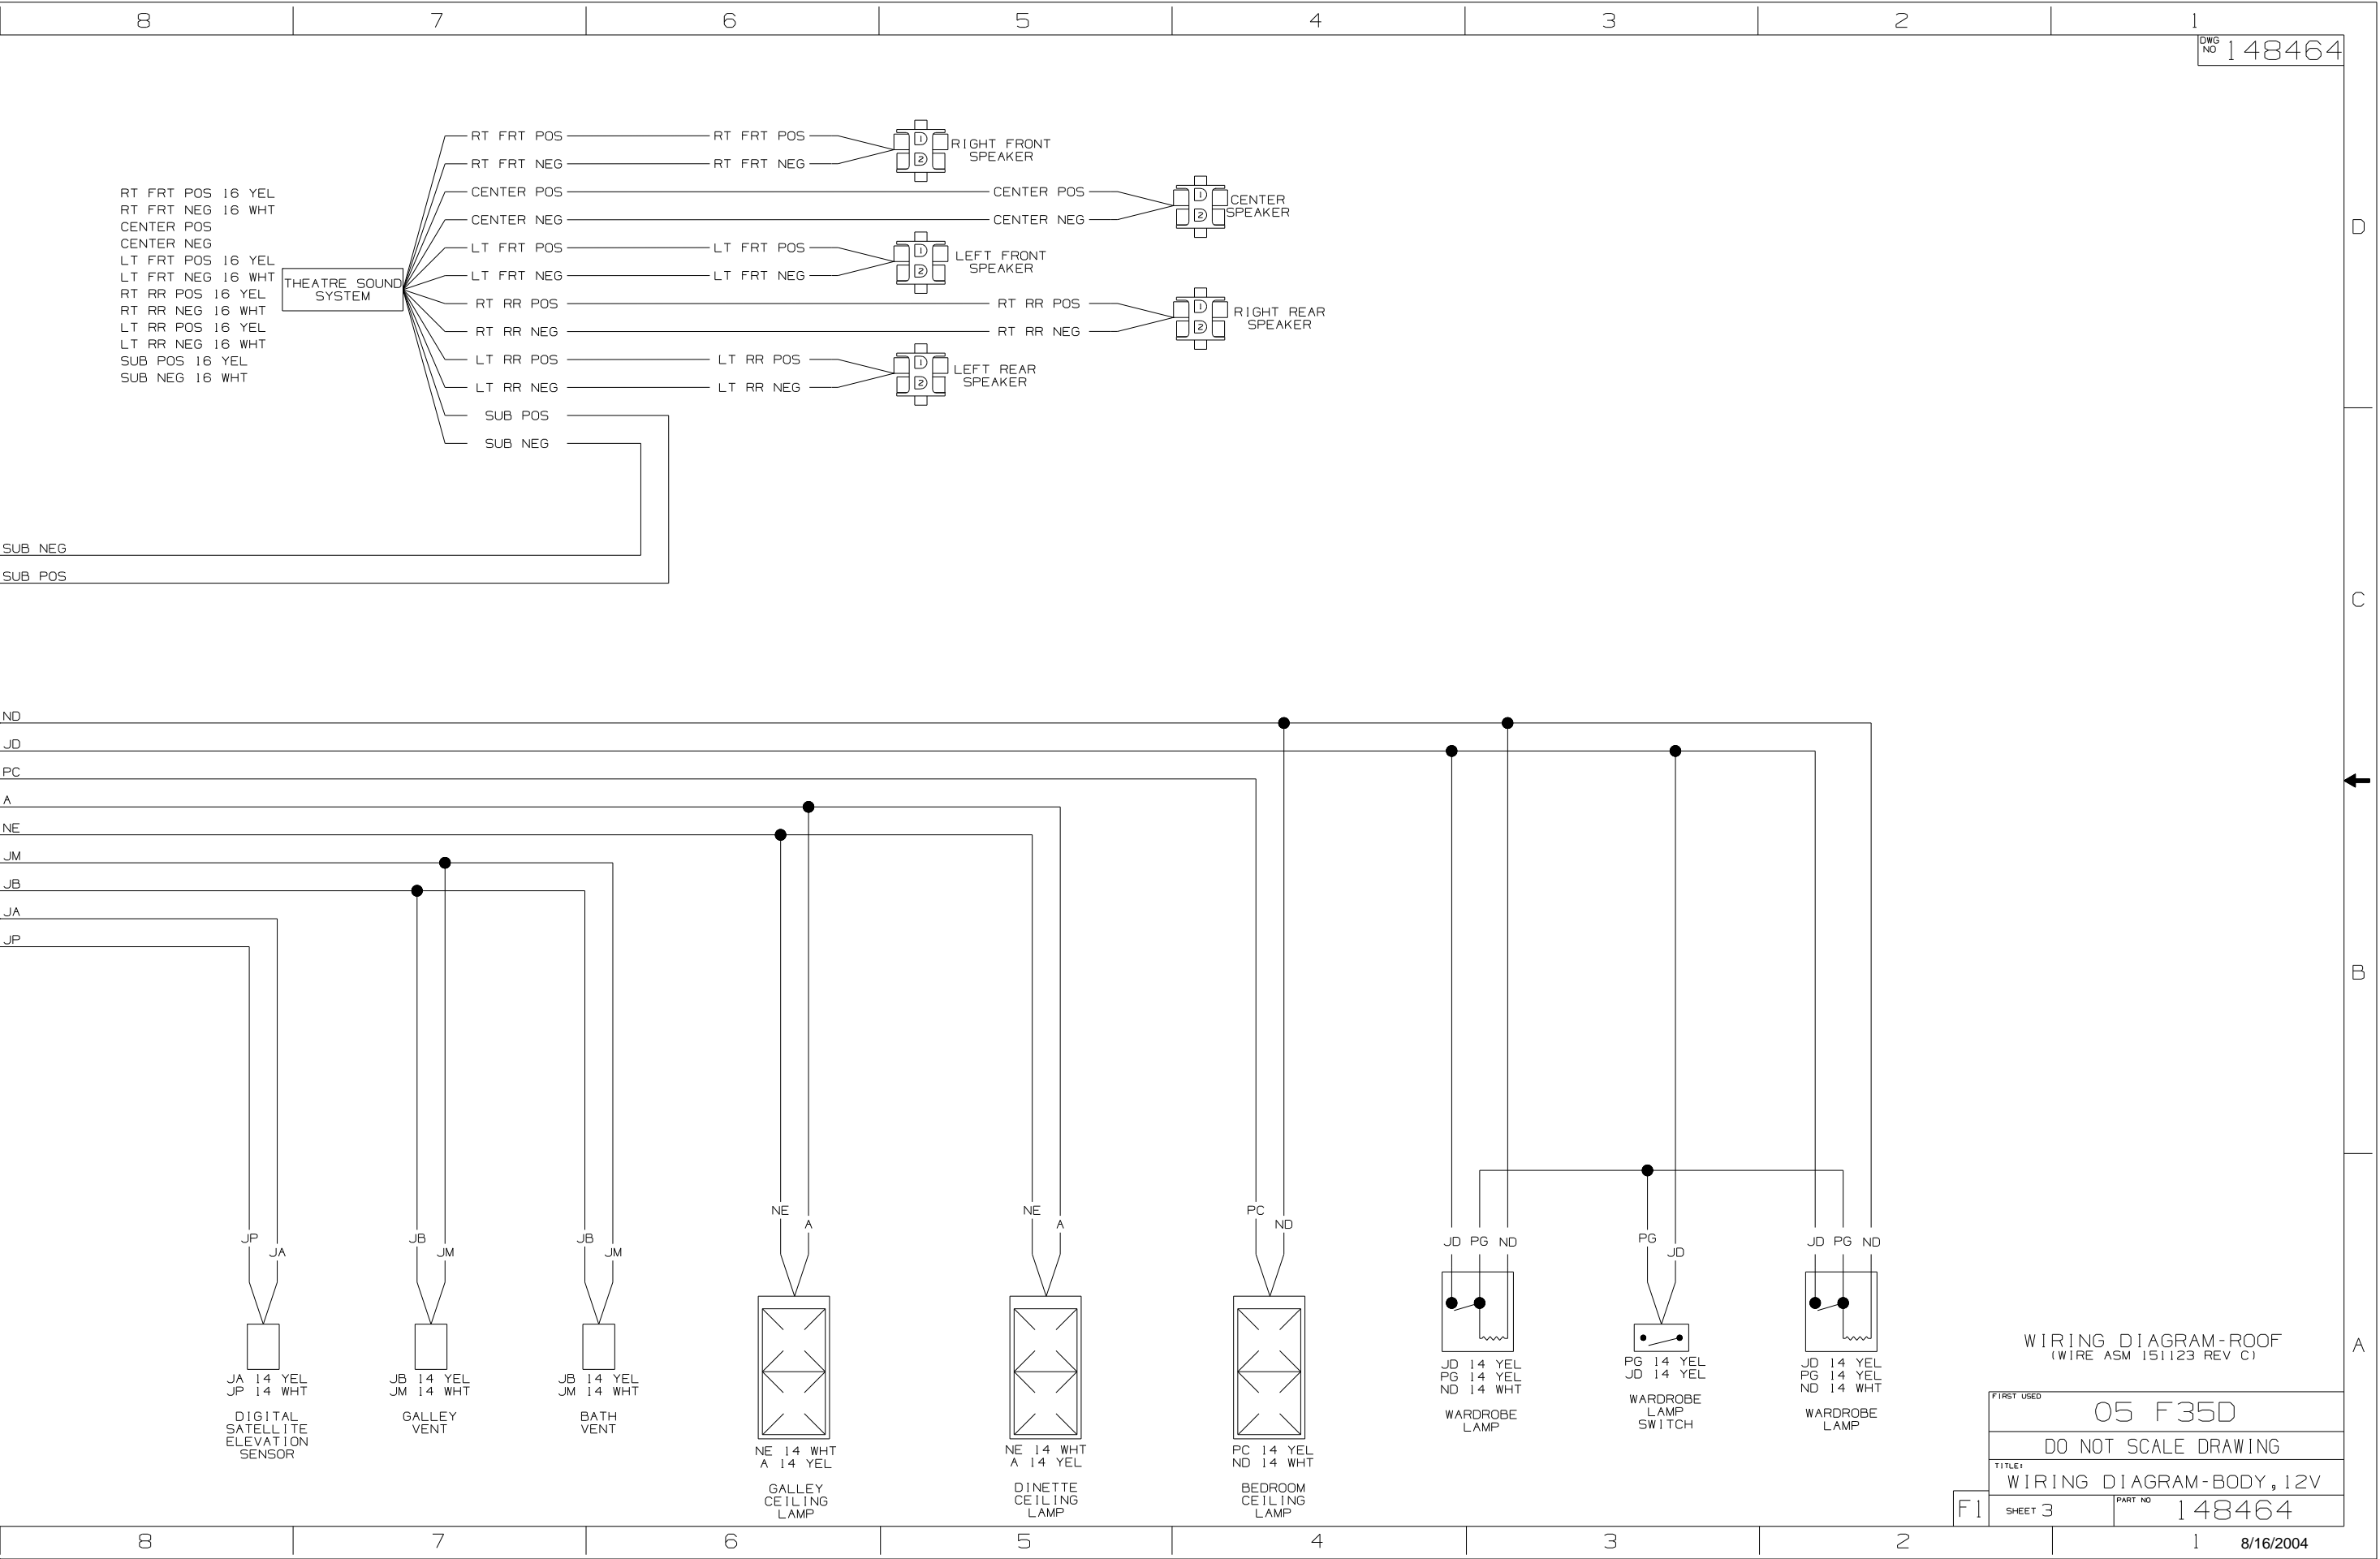 8 7 6 5 4 3 2 1
DWG NO 148464
RT FRT POS RT FRT POS
RT FRT NEG RT FRT NEG
RIGHT FRONT
SPEAKER
RT FRT POS 16 YEL
RT FRT NEG 16 WHT
CENTER POS
CENTER NEG
LT FRT POS 16 YEL
LT FRT NEG 16 WHT
RT RR POS 16 YEL
RT RR NEG 16 WHT
LT RR POS 16 YEL
LT RR NEG 16 WHT
SUB POS 16 YEL
SUB NEG 16 WHT
THEATRE SOUND
SYSTEM
CENTER POS CENTER POS
CENTER NEG CENTER NEG
CENTER
SPEAKER
LT FRT POS LT FRT POS
LT FRT NEG LT FRT NEG
LEFT FRONT
SPEAKER
RT RR POS RT RR POS
RT RR NEG RT RR NEG
RIGHT REAR
SPEAKER
LT RR POS LT RR POS
LT RR NEG LT RR NEG
LEFT REAR
SPEAKER
1
2
1
2
1
2
1
2
1
2
SUB POS
SUB NEG
D
SUB NEG
SUB POS
C
ND
JD
PC
A
NE
JM
JB
JA
JP
B
JP JA
JB JM
JB JM
NE A
NE A
PC ND
JD PG ND
PG JD
JD PG ND
JA 14 YEL
JP 14 WHT
DIGITAL
SATELLITE
ELEVATION
SENSOR
JB 14 YEL
JM 14 WHT
GALLEY
VENT
JB 14 YEL
JM 14 WHT
BATH
VENT
NE 14 WHT
A 14 YEL
GALLEY
CEILING
LAMP
NE 14 WHT
A 14 YEL
DINETTE
CEILING
LAMP
PC 14 YEL
ND 14 WHT
BEDROOM
CEILING
LAMP
JD 14 YEL
PG 14 YEL
ND 14 WHT
WARDROBE
LAMP
PG 14 YEL
JD 14 YEL
WARDROBE
LAMP
SWITCH
JD 14 YEL
PG 14 YEL
ND 14 WHT
WARDROBE
LAMP
WIRING DIAGRAM-ROOF
(WIRE ASM 151123 REV C)
A
FIRST USED
05 F35D
DO NOT SCALE DRAWING
TITLE:
WIRING DIAGRAM-BODY,12V
F1 SHEET 3 PART NO 148464
8 7 6 5 4 3 2 1
8/16/2004